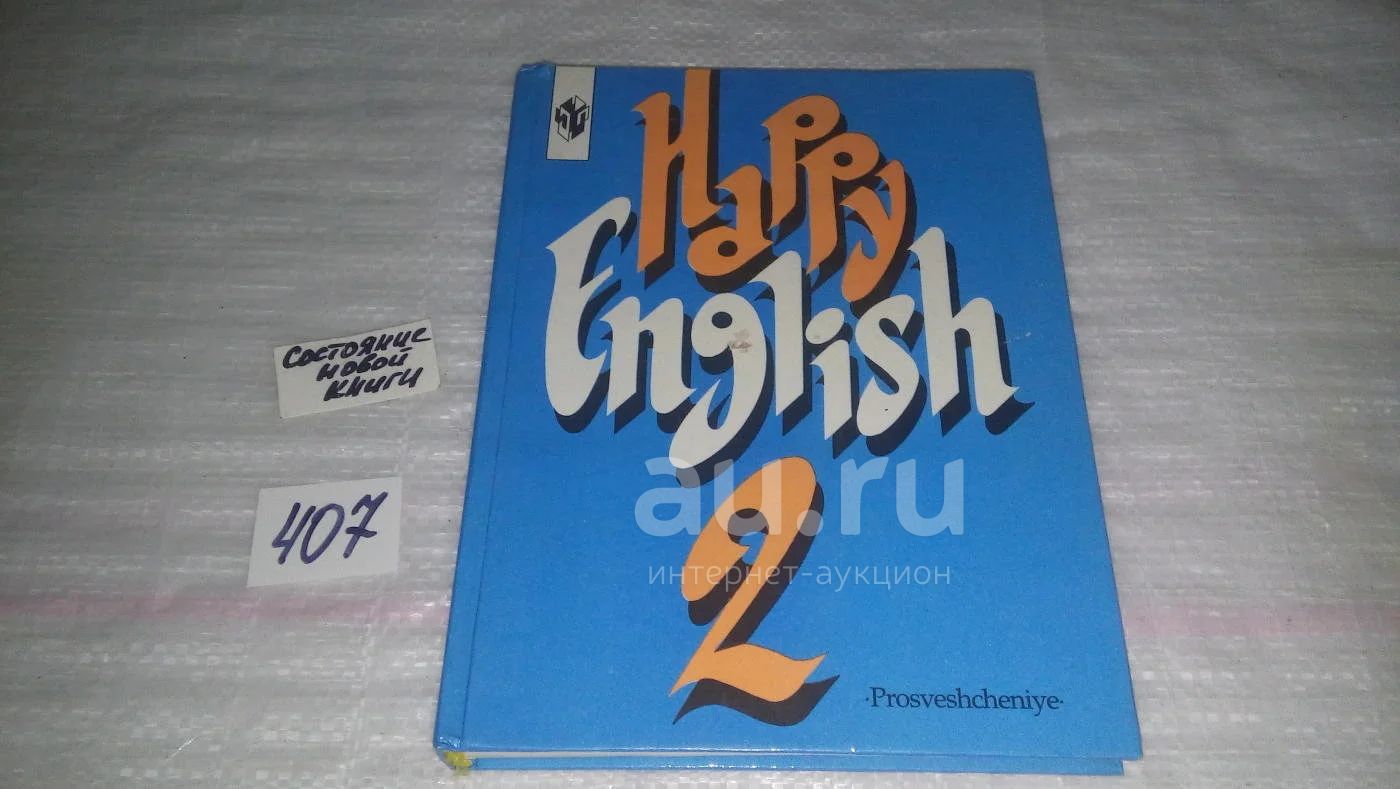 Happy
English
2
·Prosveshcheniye·
Состояние
новой
книги
407
au.ru
интернет-аукцион